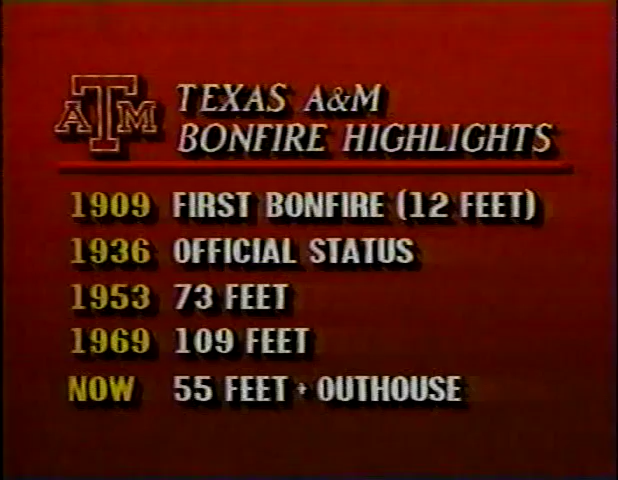 ATM
TEXAS A&M
BONFIRE HIGHLIGHTS
1909 FIRST BONFIRE (12 FEET)
1936 OFFICIAL STATUS
1953 73 FEET
1969 109 FEET
NOW 55 FEET + OUTHOUSE